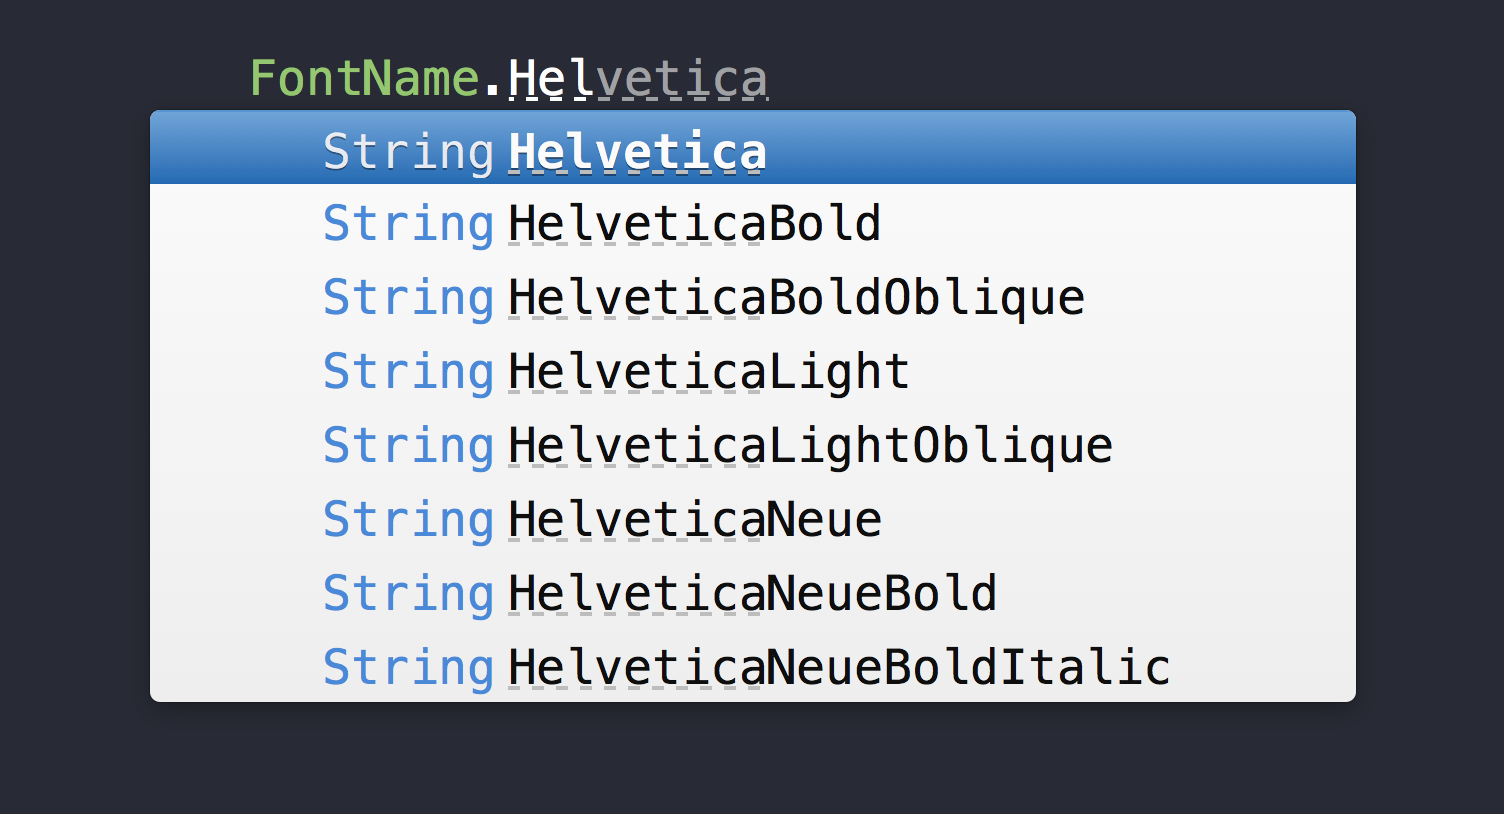 FontName.Helvetica
String Helvetica
String HelveticaBold
String HelveticaBoldOblique
String HelveticaLight
String HelveticaLightOblique
String HelveticaNeue
String HelveticaNeueBold
String HelveticaNeueBoldItalic